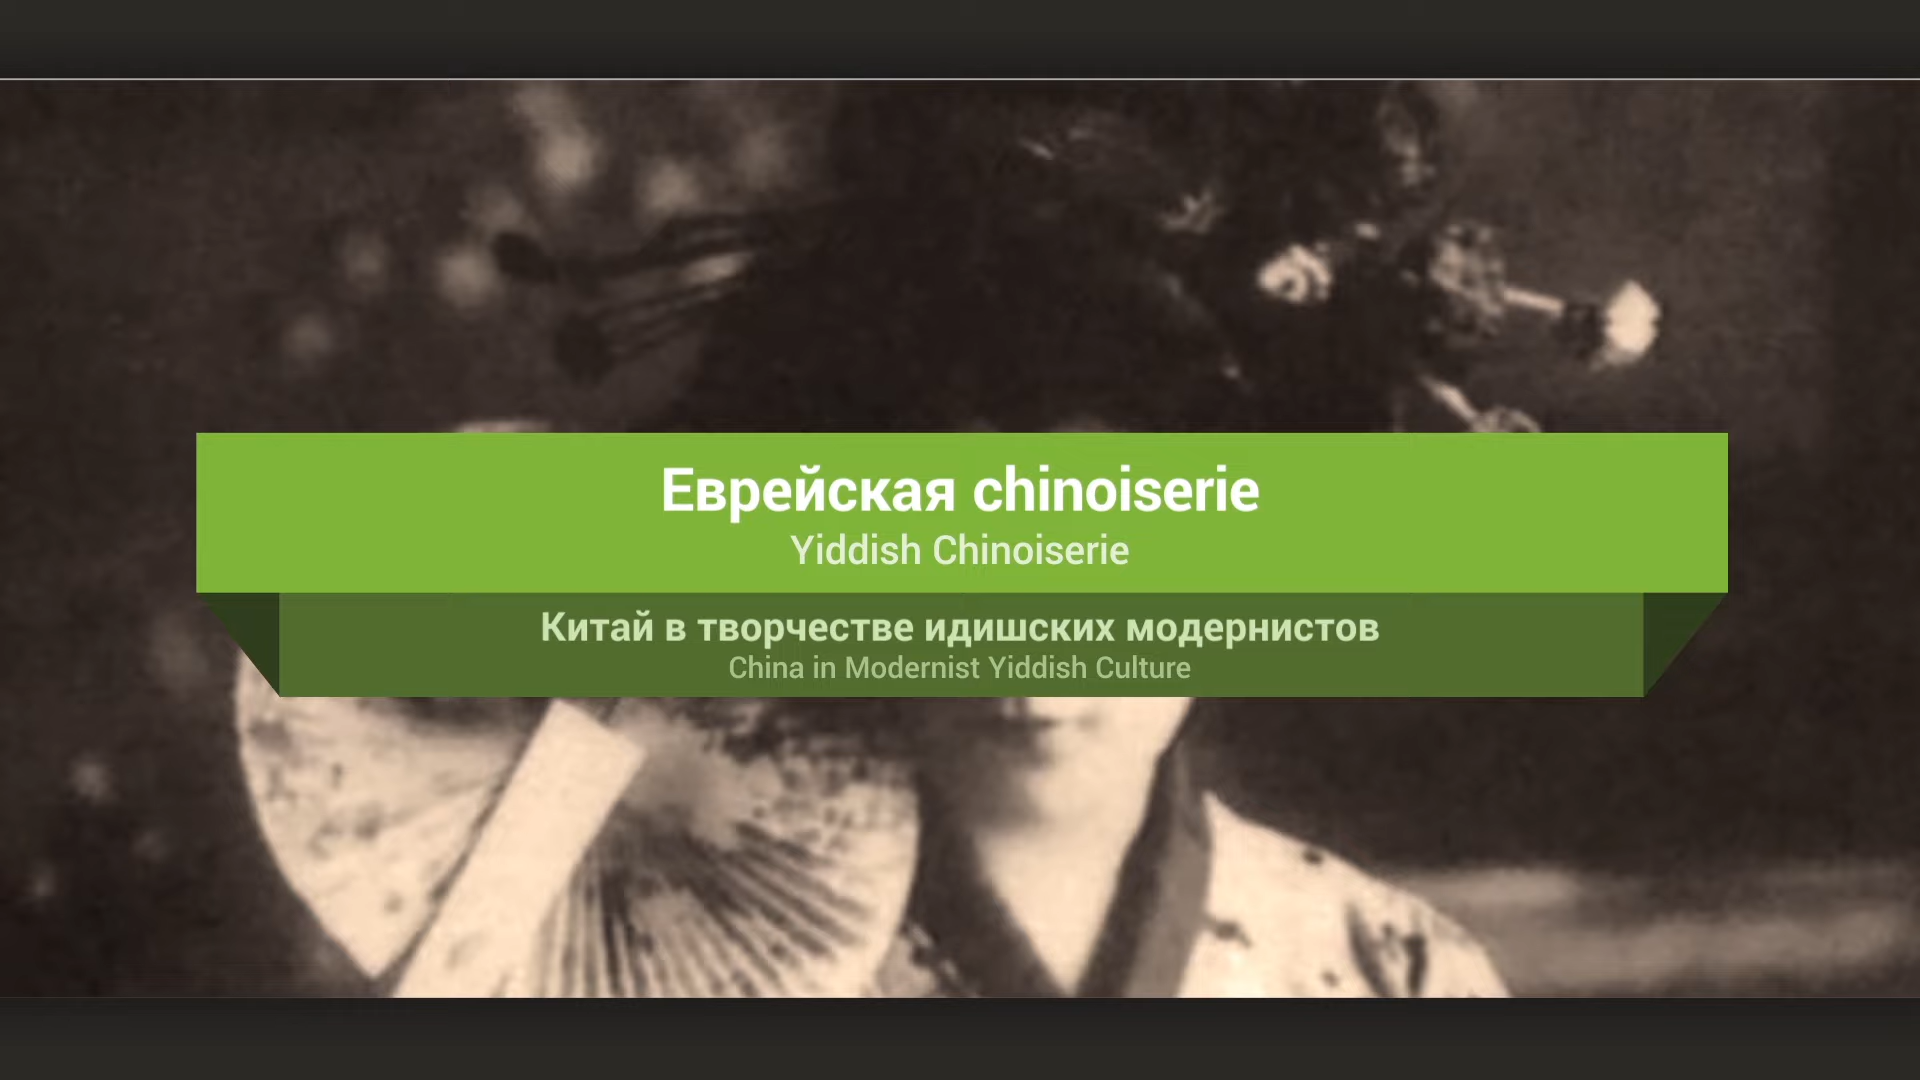 Еврейская chinoiserie
Yiddish Chinoiserie
Китай в творчестве идишских модернистов
China in Modernist Yiddish Culture